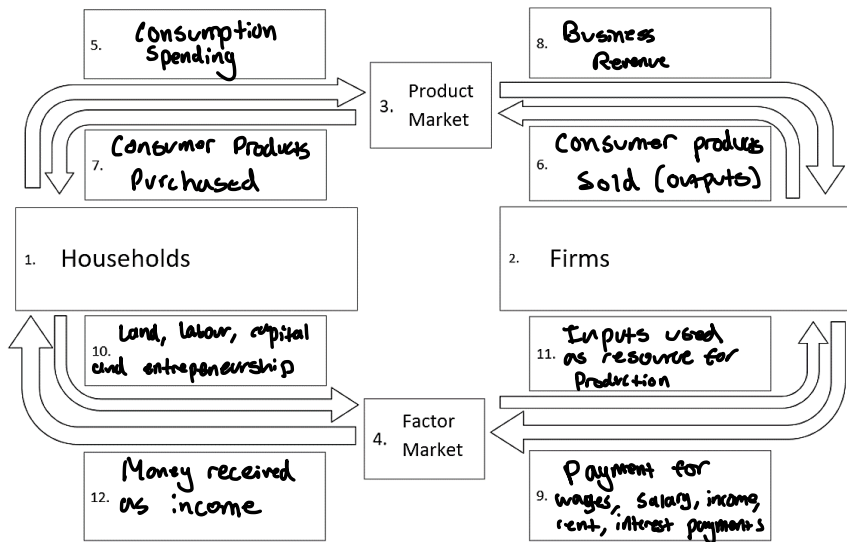 5. Consumption
Spending
8. Business
Revenue
3. Product
Market
7. Consumer Products
Purchased
6. Consumer products
Sold (outputs)
1. Households
2. Firms
10. Land, labour, capital
and entrepeneurship
11. Inputs used
as resource for
Production
4. Factor
Market
12. Money received
as income
9. Payment for
wages, salary, income,
rent, interest payments